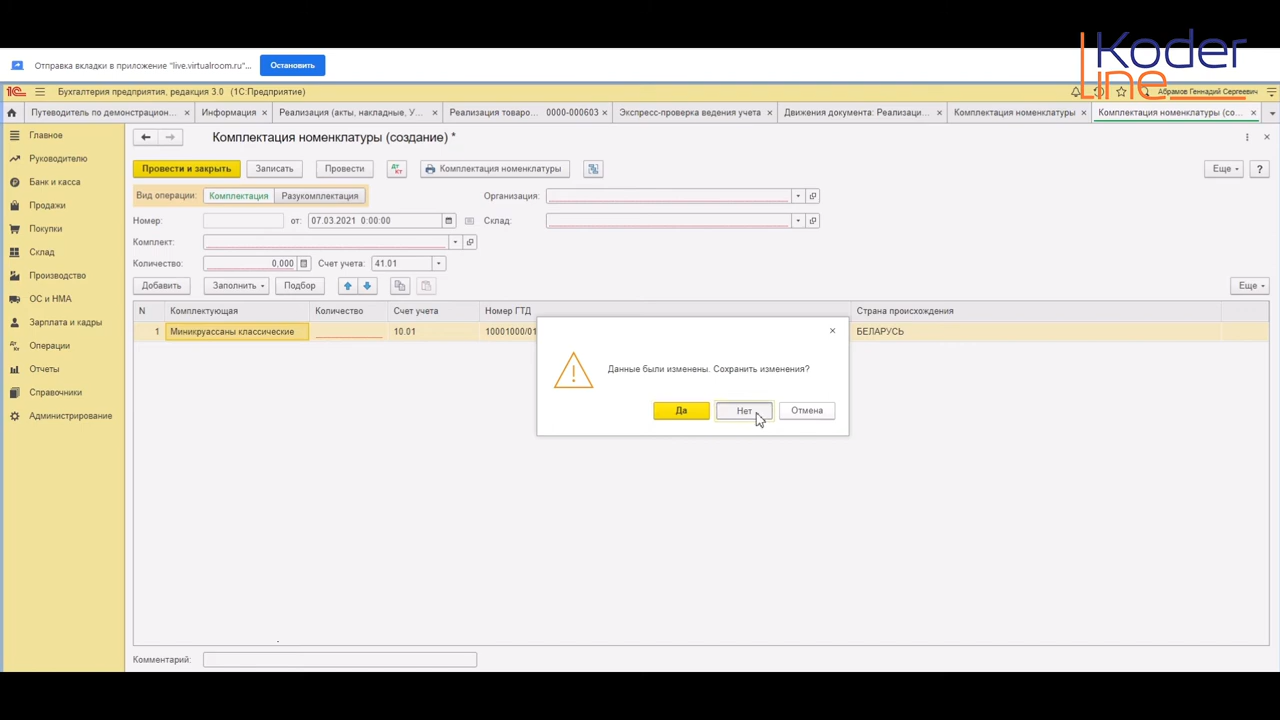 Koder
line
Отправка вкладки в приложение "live.virtualroom.ru"...
Остановить
1С Бухгалтерия предприятия, редакция 3.0 (1С:Предприятие)
Абрамов Геннадий Сергеевич
Путеводитель по демонстрацион...
Информация
Реализация (акты, накладные, У...
Реализация товаро... 0000-000603
Экспресс-проверка ведения учета
Движения документа: Реализаци...
Комплектация номенклатуры
Комплектация номенклатуры (со...
Главное
Руководителю
Банк и касса
Продажи
Покупки
Склад
Производство
ОС и НМА
Зарплата и кадры
Операции
Отчеты
Справочники
Администрирование
Комплектация номенклатуры (создание) *
Провести и закрыть
Записать
Провести
Дт Кт
Комплектация номенклатуры
Еще
?
Вид операции:
Комплектация
Разукомплектация
Организация:
Номер:
от:
07.03.2021 0:00:00
Склад:
Комплект:
Количество:
0,000
Счет учета:
41.01
Добавить
Заполнить
Подбор
Еще
N
Комплектующая
Количество
Счет учета
Номер ГТД
Страна происхождения
1
Миникруассаны классические
10.01
10001000/01
БЕЛАРУСЬ
Данные были изменены. Сохранить изменения?
Да
Нет
Отмена
Комментарий: